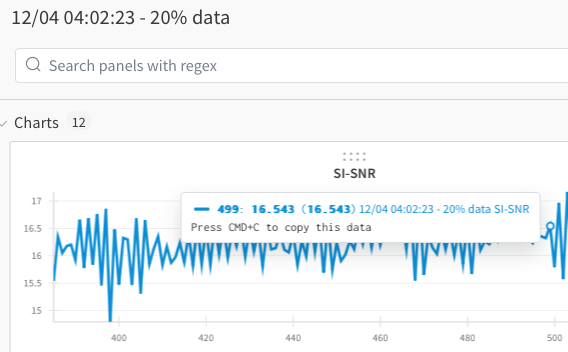 12/04 04:02:23 - 20% data
Search panels with regex
Charts 12
SI-SNR
499: 16.543 (16.543) 12/04 04:02:23 - 20% data SI-SNR
Press CMD+C to copy this data
17
16.5
16
15.5
15
400 420 440 460 480 500